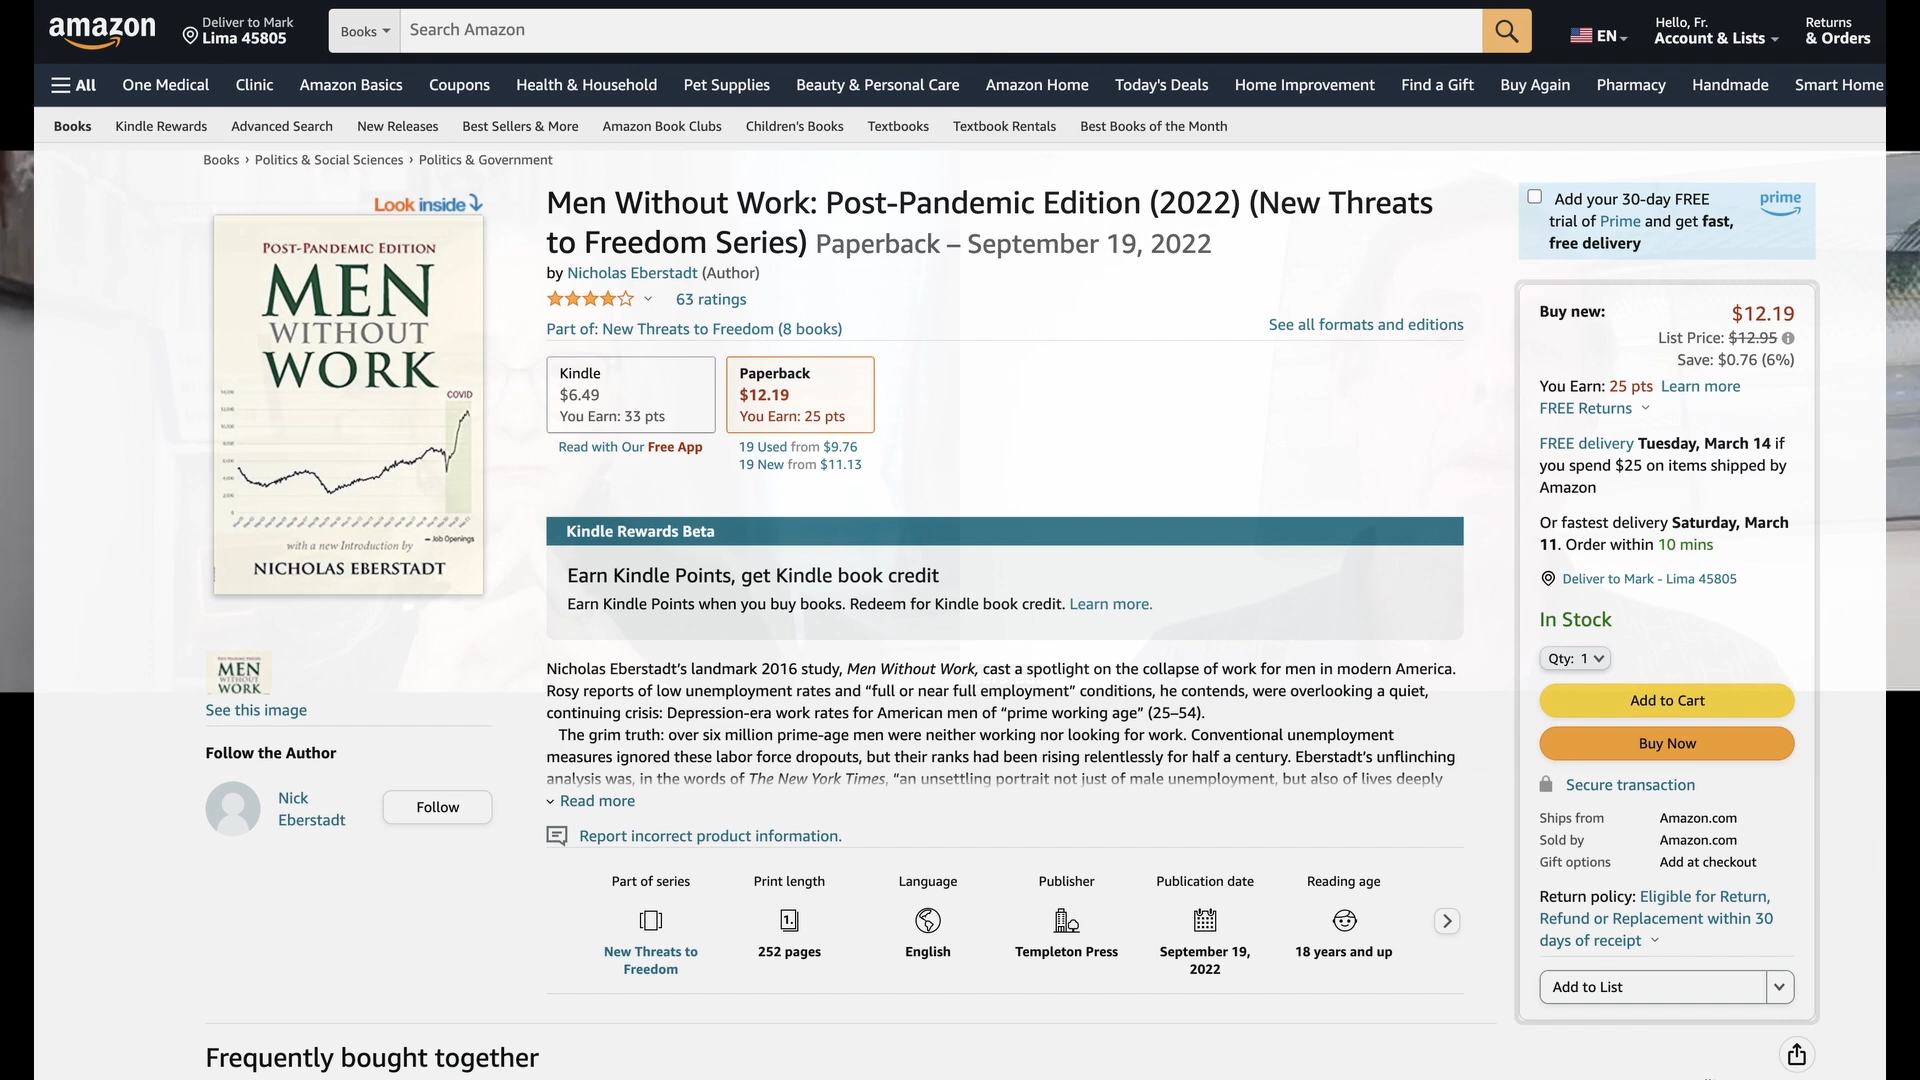 amazon
Deliver to Mark
Lima 45805
Books
Search Amazon
EN
Hello, Fr.
Account & Lists
Returns
& Orders
All
One Medical
Clinic
Amazon Basics
Coupons
Health & Household
Pet Supplies
Beauty & Personal Care
Amazon Home
Today's Deals
Home Improvement
Find a Gift
Buy Again
Pharmacy
Handmade
Smart Home
Books
Kindle Rewards
Advanced Search
New Releases
Best Sellers & More
Amazon Book Clubs
Children's Books
Textbooks
Textbook Rentals
Best Books of the Month
Books › Politics & Social Sciences › Politics & Government
Look inside
POST-PANDEMIC EDITION
MEN
WITHOUT
WORK
COVID
Job Openings
with a new Introduction by
NICHOLAS EBERSTADT
MEN
WITHOUT
WORK
See this image
Follow the Author
Nick
Eberstadt
Follow
Men Without Work: Post-Pandemic Edition (2022) (New Threats
to Freedom Series) Paperback – September 19, 2022
by Nicholas Eberstadt (Author)
63 ratings
Part of: New Threats to Freedom (8 books)
See all formats and editions
Kindle
$6.49
You Earn: 33 pts
Read with Our Free App
Paperback
$12.19
You Earn: 25 pts
19 Used from $9.76
19 New from $11.13
Kindle Rewards Beta
Earn Kindle Points, get Kindle book credit
Earn Kindle Points when you buy books. Redeem for Kindle book credit. Learn more.
Nicholas Eberstadt’s landmark 2016 study, Men Without Work, cast a spotlight on the collapse of work for men in modern America.
Rosy reports of low unemployment rates and “full or near full employment” conditions, he contends, were overlooking a quiet,
continuing crisis: Depression-era work rates for American men of “prime working age” (25–54).
The grim truth: over six million prime-age men were neither working nor looking for work. Conventional unemployment
measures ignored these labor force dropouts, but their ranks had been rising relentlessly for half a century. Eberstadt’s unflinching
analysis was, in the words of The New York Times, “an unsettling portrait not just of male unemployment, but also of lives deeply
Read more
Report incorrect product information.
Part of series
New Threats to
Freedom
Print length
1.
252 pages
Language
English
Publisher
Templeton Press
Publication date
September 19,
2022
Reading age
18 years and up
Add your 30-day FREE
trial of Prime and get fast,
free delivery
prime
Buy new:
$12.19
List Price: $12.95
Save: $0.76 (6%)
You Earn: 25 pts Learn more
FREE Returns
FREE delivery Tuesday, March 14 if
you spend $25 on items shipped by
Amazon
Or fastest delivery Saturday, March
11. Order within 10 mins
Deliver to Mark - Lima 45805
In Stock
Qty: 1
Add to Cart
Buy Now
Secure transaction
Ships from Amazon.com
Sold by Amazon.com
Gift options Add at checkout
Return policy: Eligible for Return,
Refund or Replacement within 30
days of receipt
Add to List
Frequently bought together